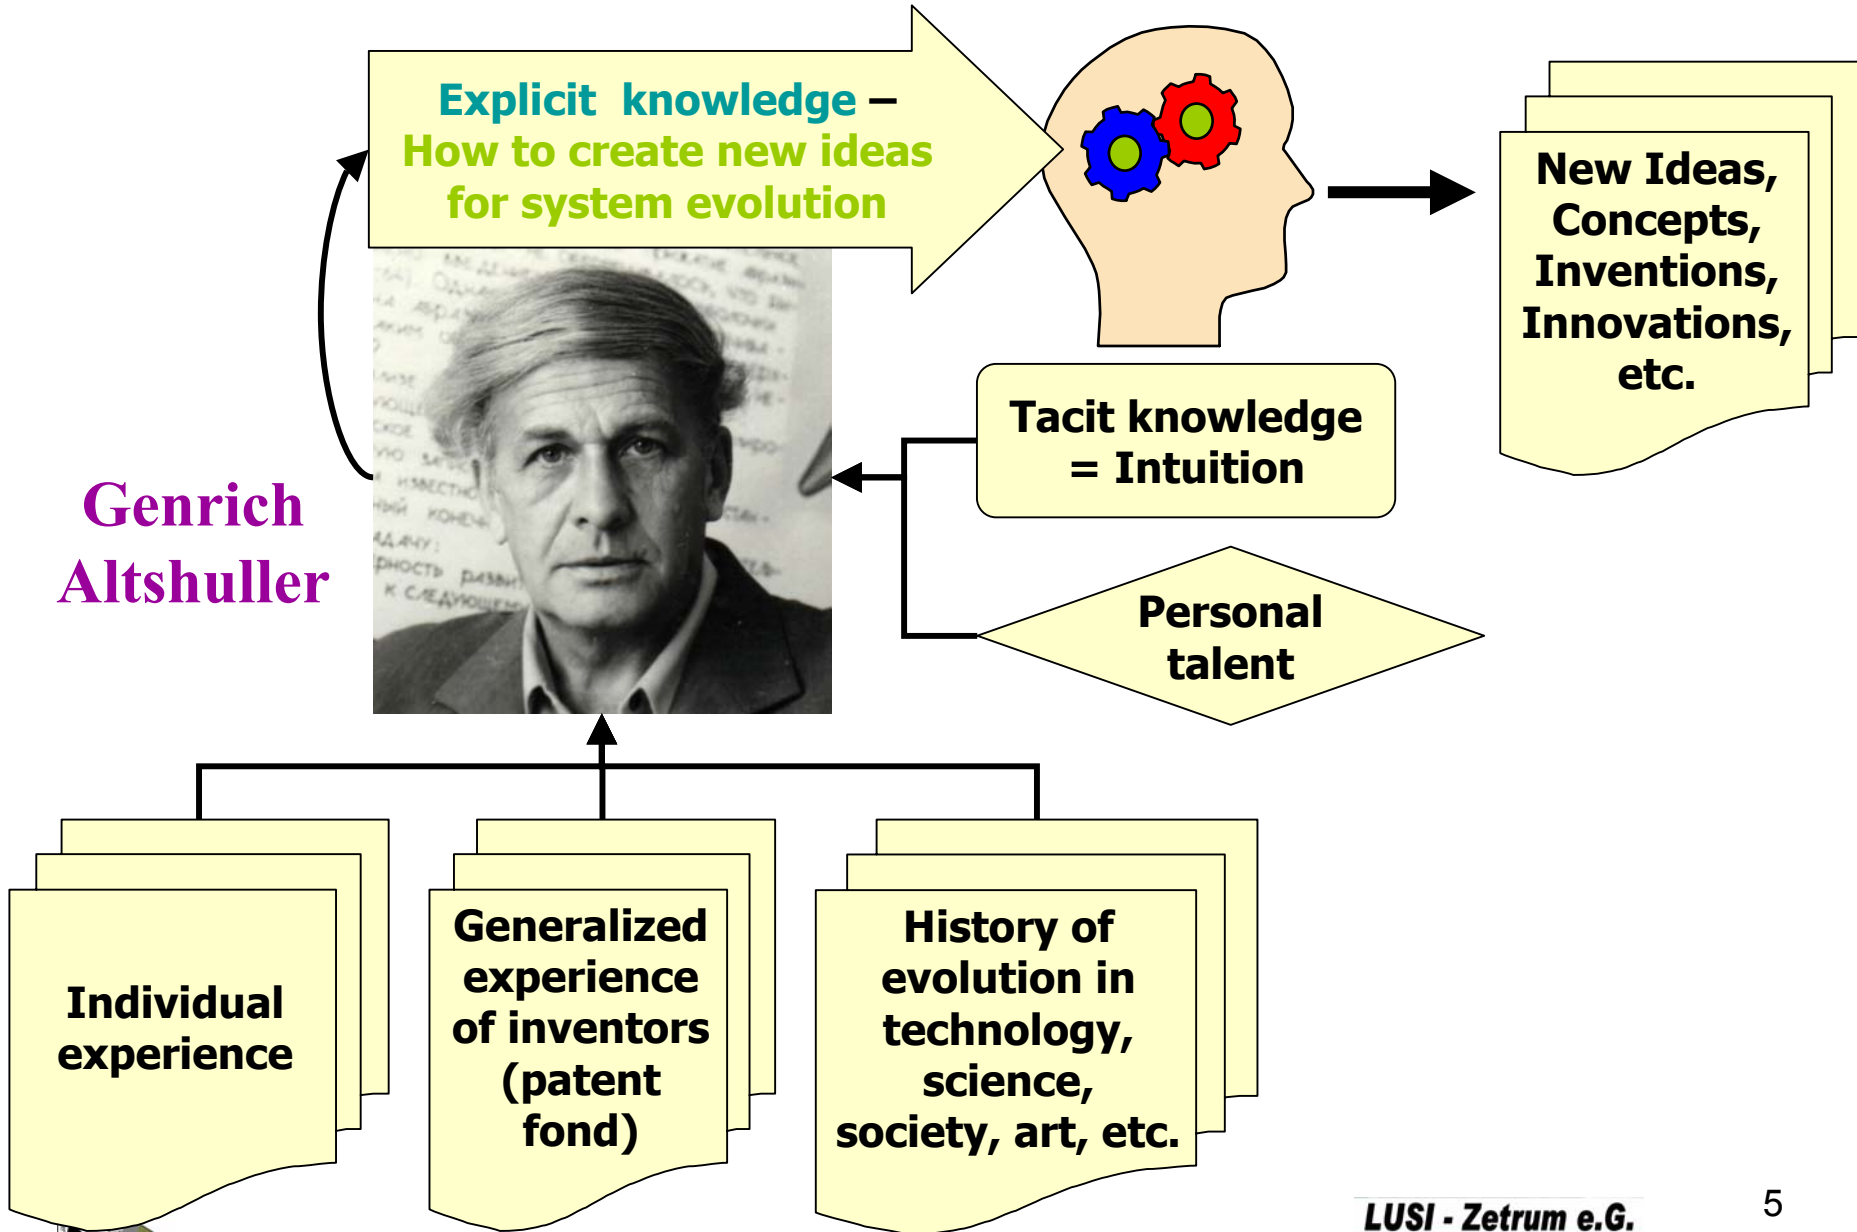 Explicit knowledge –
How to create new ideas
for system evolution
New Ideas,
Concepts,
Inventions,
Innovations,
etc.
Tacit knowledge
= Intuition
Genrich
Altshuller
Personal
talent
Individual
experience
Generalized
experience
of inventors
(patent
fond)
History of
evolution in
technology,
science,
society, art, etc.
LUSI - Zetrum e.G.
5